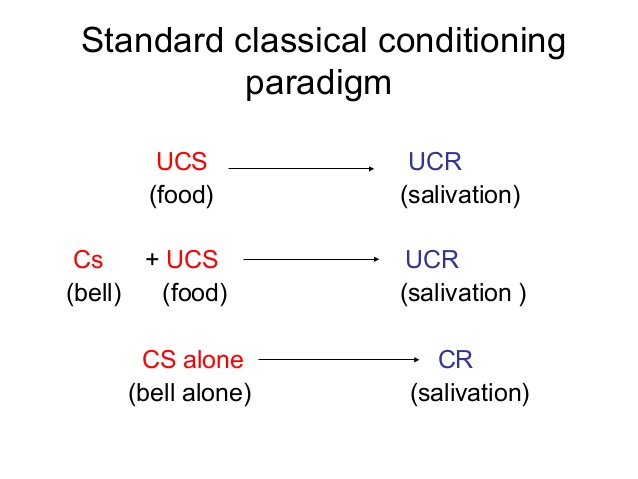 Standard classical conditioning
paradigm
UCS UCR
(food) (salivation)
Cs + UCS UCR
(bell) (food) (salivation )
CS alone CR
(bell alone) (salivation)